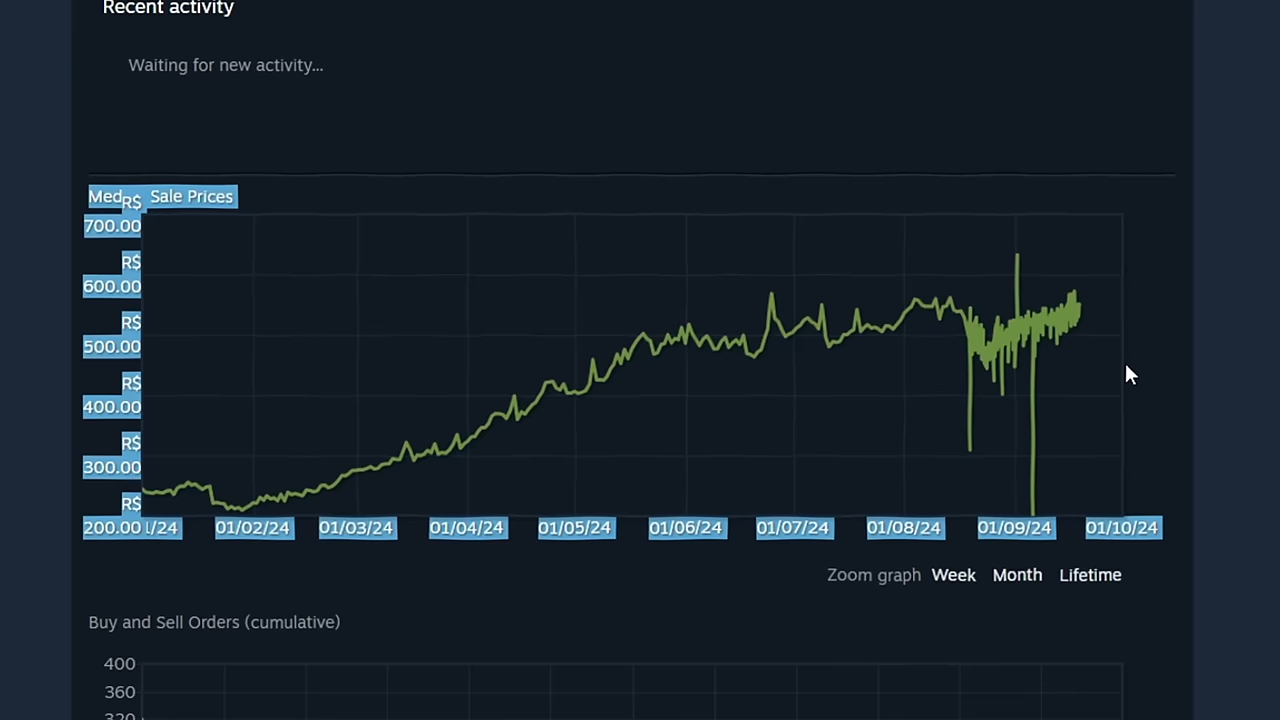 Recent activity
Waiting for new activity...
Med Sale Prices
R$
700.00
R$
600.00
R$
500.00
R$
400.00
R$
300.00
R$
200.00
/24 01/02/24 01/03/24 01/04/24 01/05/24 01/06/24 01/07/24 01/08/24 01/09/24 01/10/24
Zoom graph Week Month Lifetime
Buy and Sell Orders (cumulative)
400
360
320